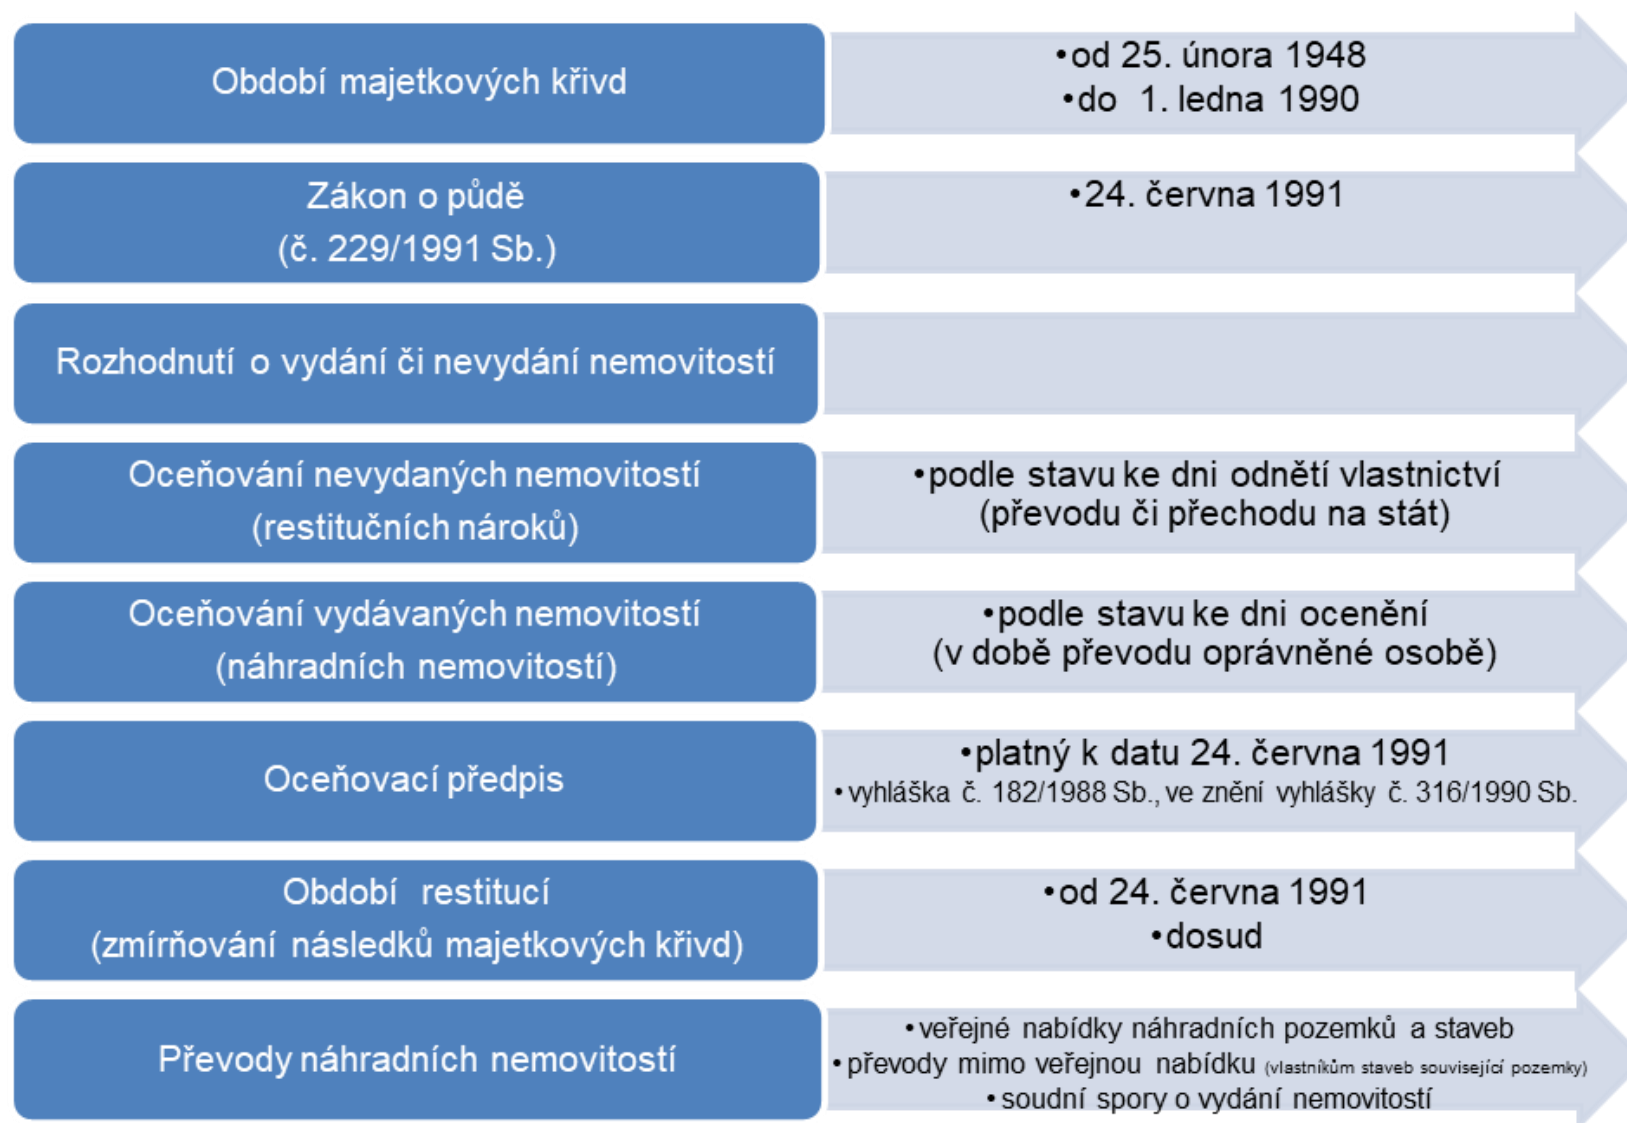 Období majetkových křivd
•od 25. února 1948
•do 1. ledna 1990
Zákon o půdě
(č. 229/1991 Sb.)
•24. června 1991
Rozhodnutí o vydání či nevydání nemovitostí
Oceňování nevydaných nemovitostí
(restitučních nároků)
•podle stavu ke dni odnětí vlastnictví
(převodu či přechodu na stát)
Oceňování vydávaných nemovitostí
(náhradních nemovitostí)
•podle stavu ke dni ocenění
(v době převodu oprávněné osobě)
Oceňovací předpis
•platný k datu 24. června 1991
•vyhláška č. 182/1988 Sb., ve znění vyhlášky č. 316/1990 Sb.
Období restitucí
(zmírňování následků majetkových křivd)
•od 24. června 1991
•dosud
Převody náhradních nemovitostí
•veřejné nabídky náhradních pozemků a staveb
•převody mimo veřejnou nabídku (vlastníkům staveb související pozemky)
•soudní spory o vydání nemovitostí